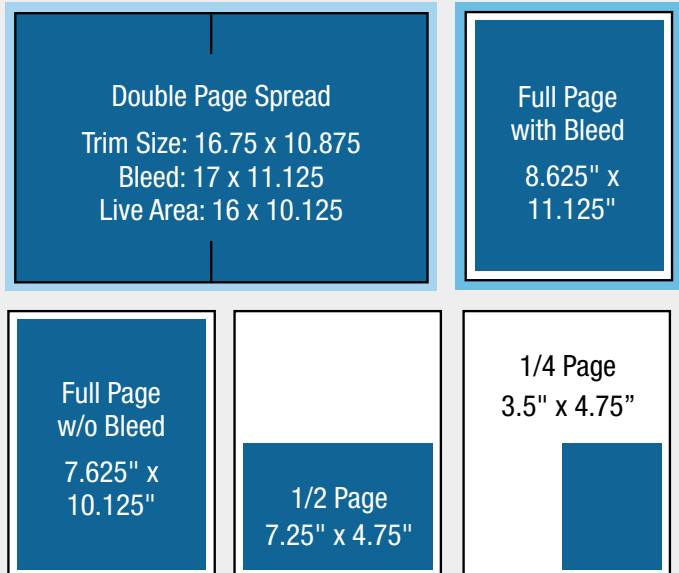 Double Page Spread
Trim Size: 16.75 x 10.875
Bleed: 17 x 11.125
Live Area: 16 x 10.125
Full Page
with Bleed
8.625" x
11.125"
Full Page
w/o Bleed
7.625" x
10.125"
1/2 Page
7.25" x 4.75"
1/4 Page
3.5" x 4.75”